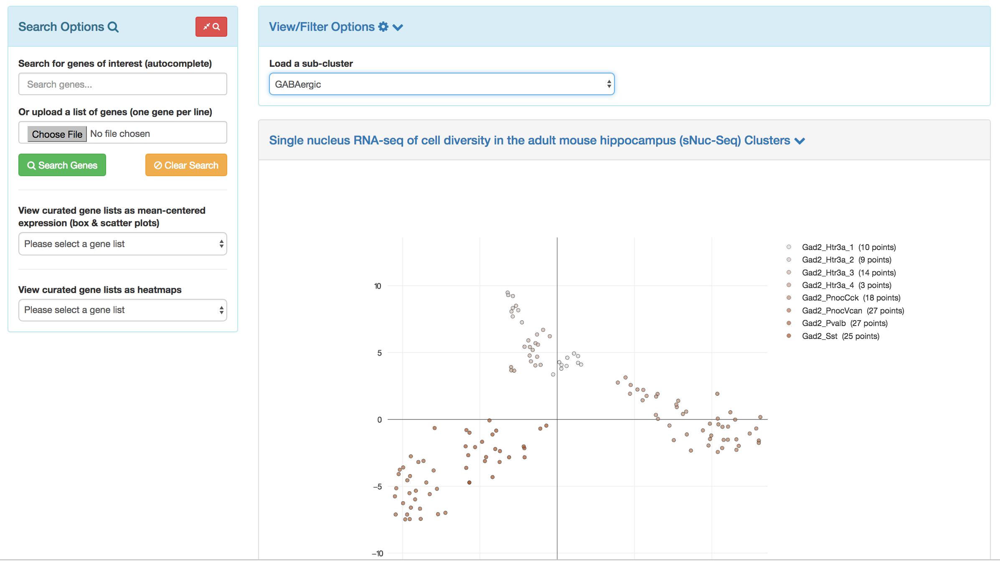 Search Options
Search for genes of interest (autocomplete)
Search genes...
Or upload a list of genes (one gene per line)
Choose File No file chosen
Search Genes
Clear Search
View curated gene lists as mean-centered
expression (box & scatter plots)
Please select a gene list
View curated gene lists as heatmaps
Please select a gene list
View/Filter Options
Load a sub-cluster
GABAergic
Single nucleus RNA-seq of cell diversity in the adult mouse hippocampus (sNuc-Seq) Clusters
10
5
0
−5
−10
Gad2_Htr3a_1 (10 points)
Gad2_Htr3a_2 (9 points)
Gad2_Htr3a_3 (14 points)
Gad2_Htr3a_4 (3 points)
Gad2_PnocCck (18 points)
Gad2_PnocVcan (27 points)
Gad2_Pvalb (27 points)
Gad2_Sst (25 points)